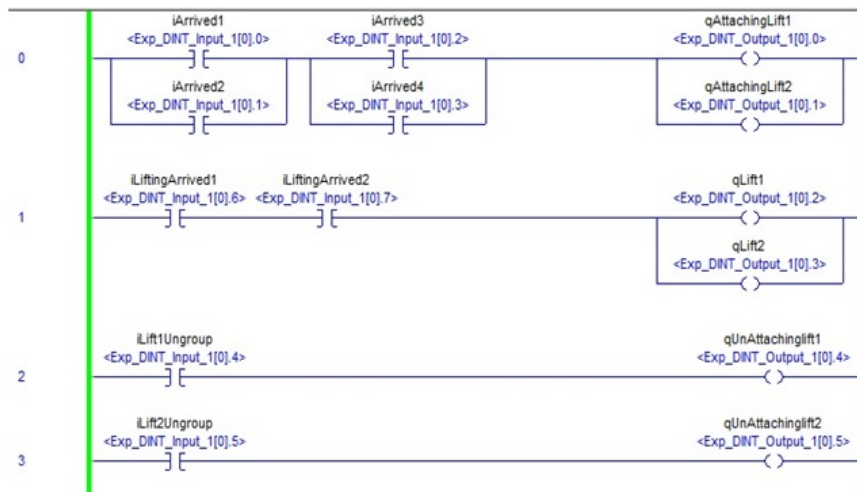 iArrived1 iArrived3 qAttachingLift1
<Exp_DINT_Input_1[0].0> <Exp_DINT_Input_1[0].2> <Exp_DINT_Output_1[0].0>
0
iArrived2 iArrived4 qAttachingLift2
<Exp_DINT_Input_1[0].1> <Exp_DINT_Input_1[0].3> <Exp_DINT_Output_1[0].1>
iLiftingArrived1 iLiftingArrived2 qLift1
<Exp_DINT_Input_1[0].6> <Exp_DINT_Input_1[0].7> <Exp_DINT_Output_1[0].2>
1
qLift2
<Exp_DINT_Output_1[0].3>
iLift1Ungroup qUnAttachinglift1
<Exp_DINT_Input_1[0].4> <Exp_DINT_Output_1[0].4>
2
iLift2Ungroup qUnAttachinglift2
<Exp_DINT_Input_1[0].5> <Exp_DINT_Output_1[0].5>
3